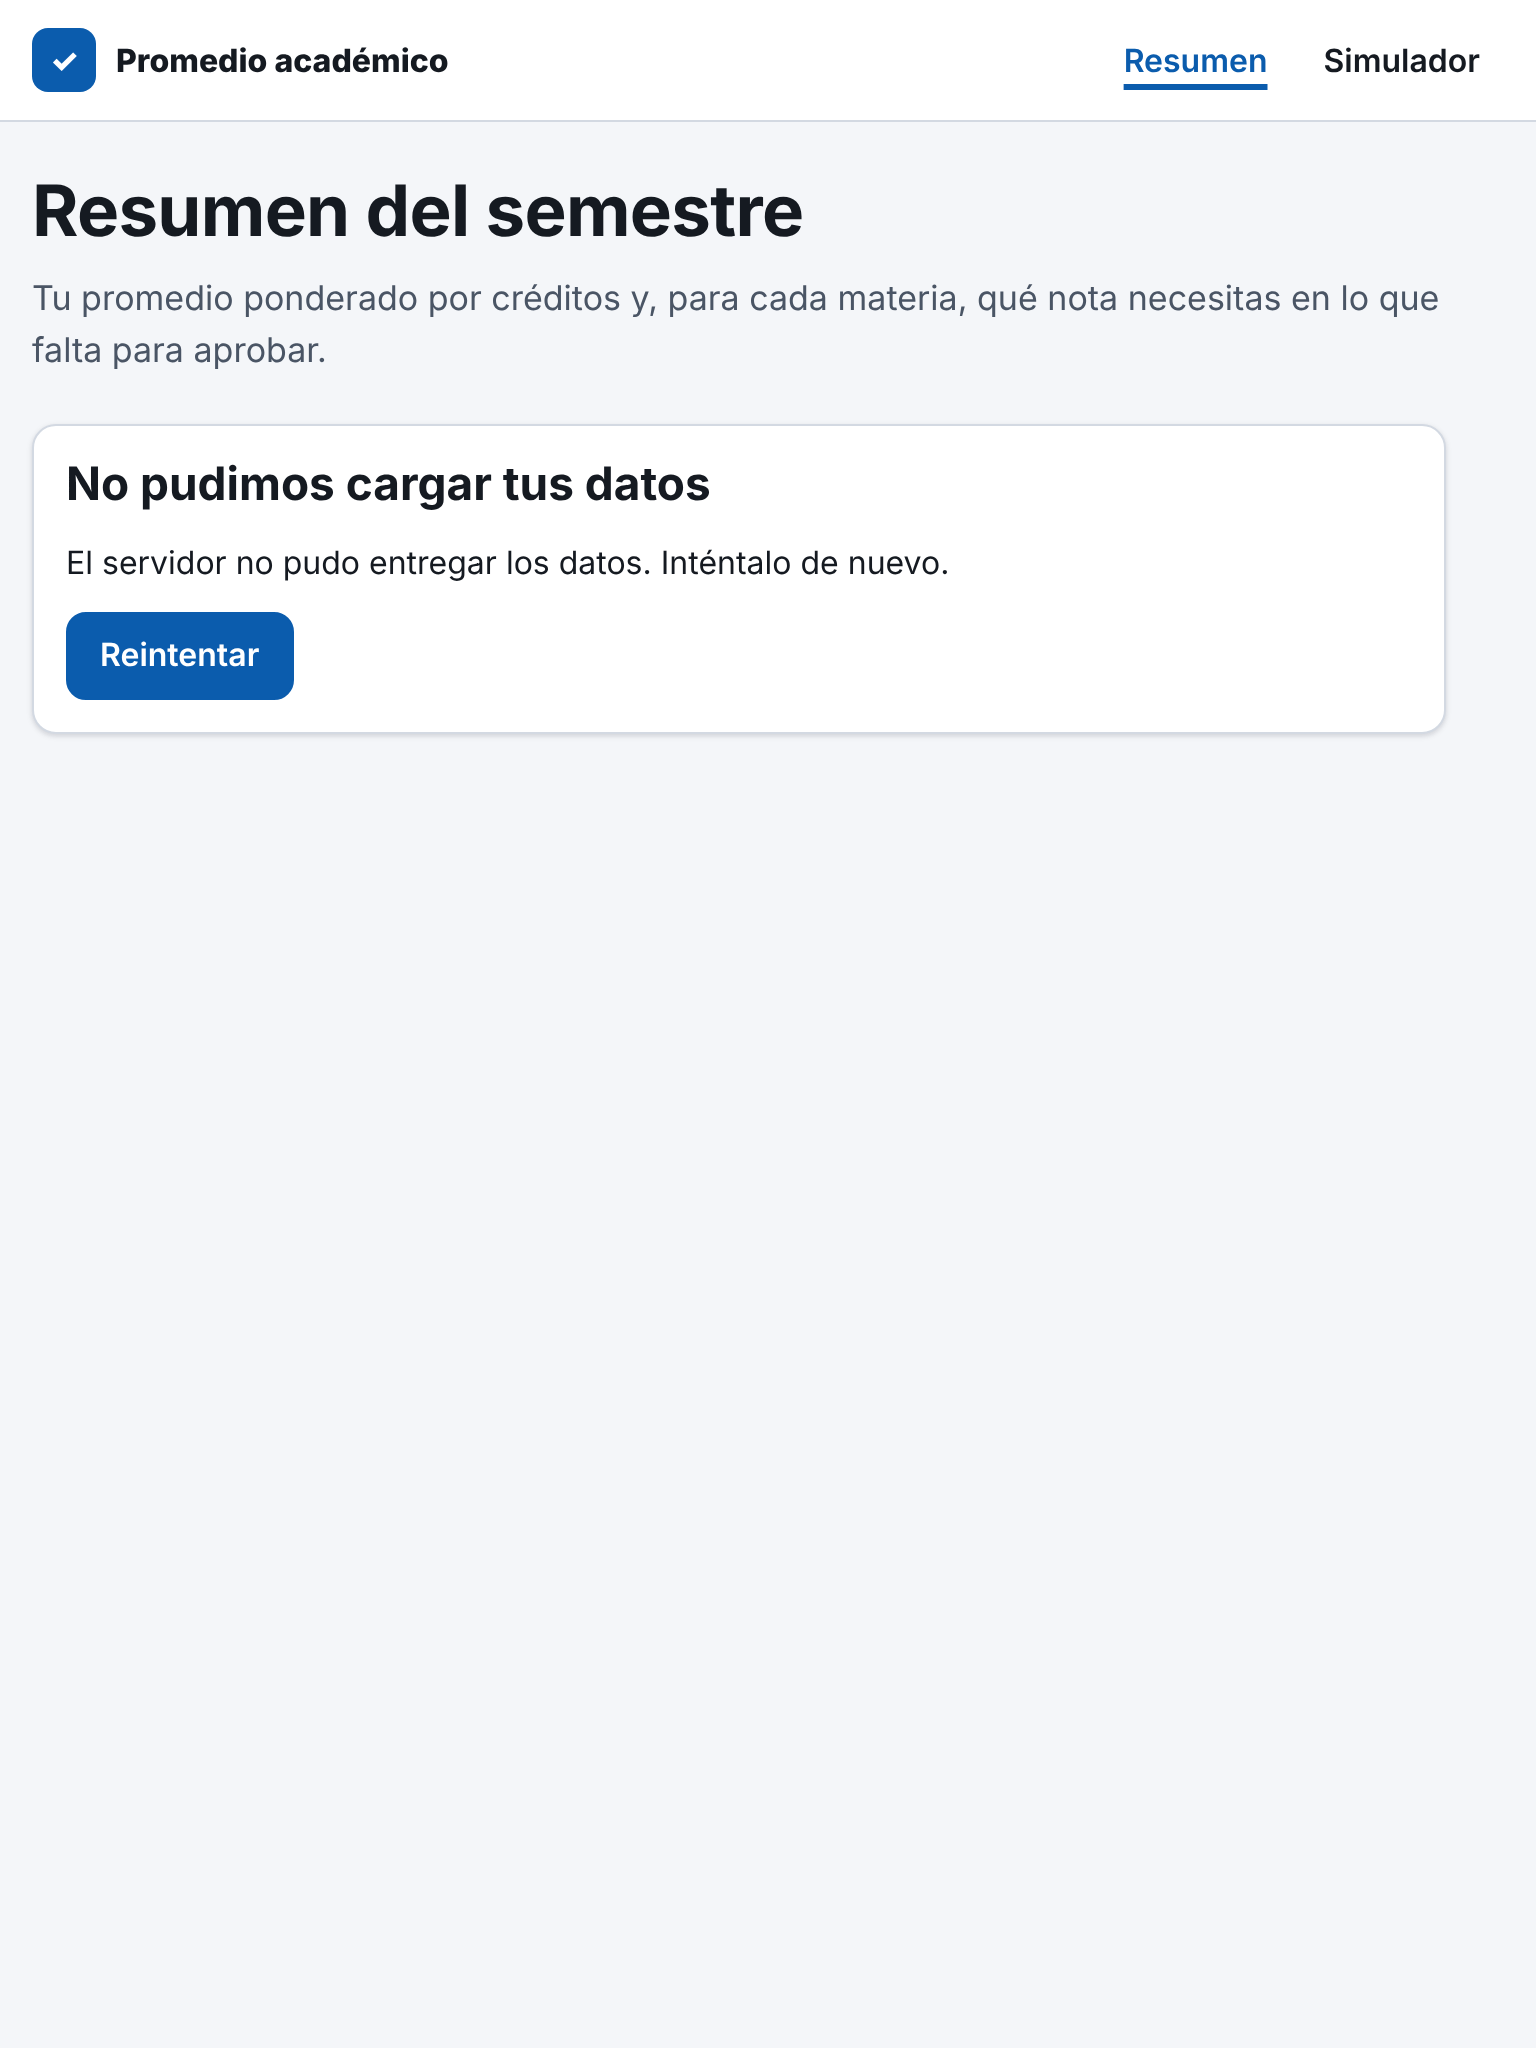 Promedio académico
Resumen
Simulador
Resumen del semestre
Tu promedio ponderado por créditos y, para cada materia, qué nota necesitas en lo que
falta para aprobar.
No pudimos cargar tus datos
El servidor no pudo entregar los datos. Inténtalo de nuevo.
Reintentar